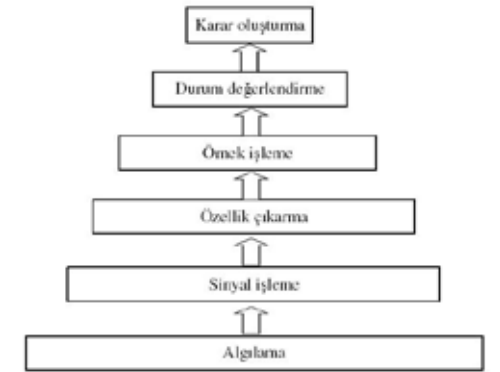 Karar oluşturma
Durum değerlendirme
Örnek işleme
Özellik çıkarma
Sinyal işleme
Algılama